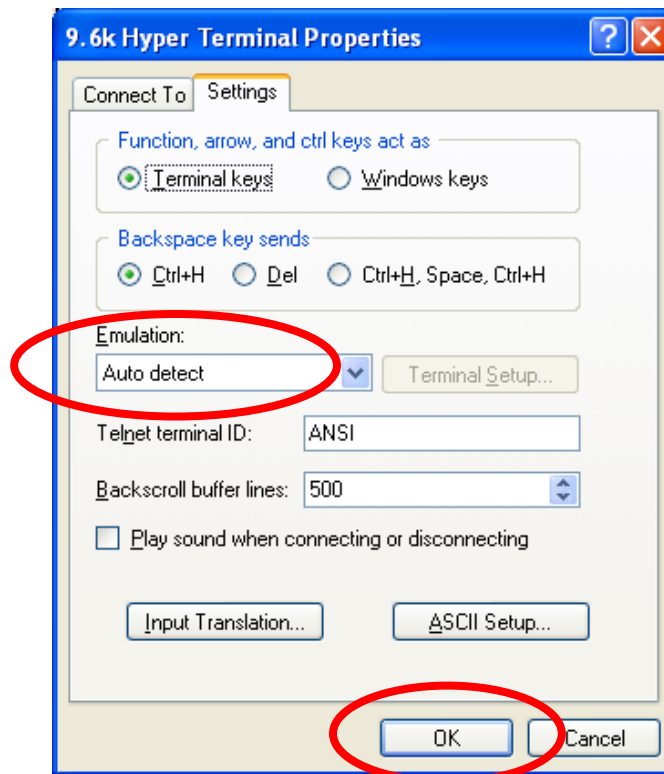 9.6k Hyper Terminal Properties
Connect To Settings
Function, arrow, and ctrl keys act as
Terminal keys Windows keys
Backspace key sends
Ctrl+H Del Ctrl+H, Space, Ctrl+H
Emulation:
Auto detect Terminal Setup...
Telnet terminal ID: ANSI
Backscroll buffer lines: 500
Play sound when connecting or disconnecting
Input Translation... ASCII Setup...
OK Cancel